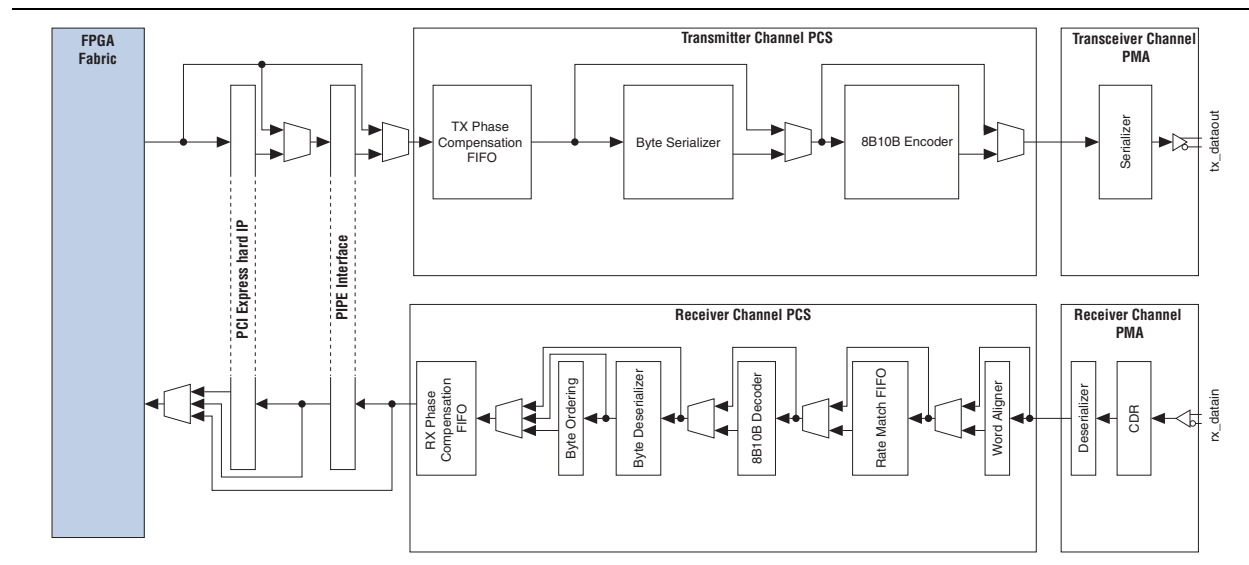 FPGA
Fabric
Transmitter Channel PCS
Transceiver Channel
PMA
TX Phase
Compensation
FIFO
Byte Serializer
8B10B Encoder
Serializer
tx_dataout
PCI Express hard IP
PIPE Interface
Receiver Channel PCS
Receiver Channel
PMA
RX Phase
Compensation
FIFO
Byte Ordering
Byte Deserializer
8B10B Decoder
Rate Match FIFO
Word Aligner
Deserializer
CDR
rx_datain